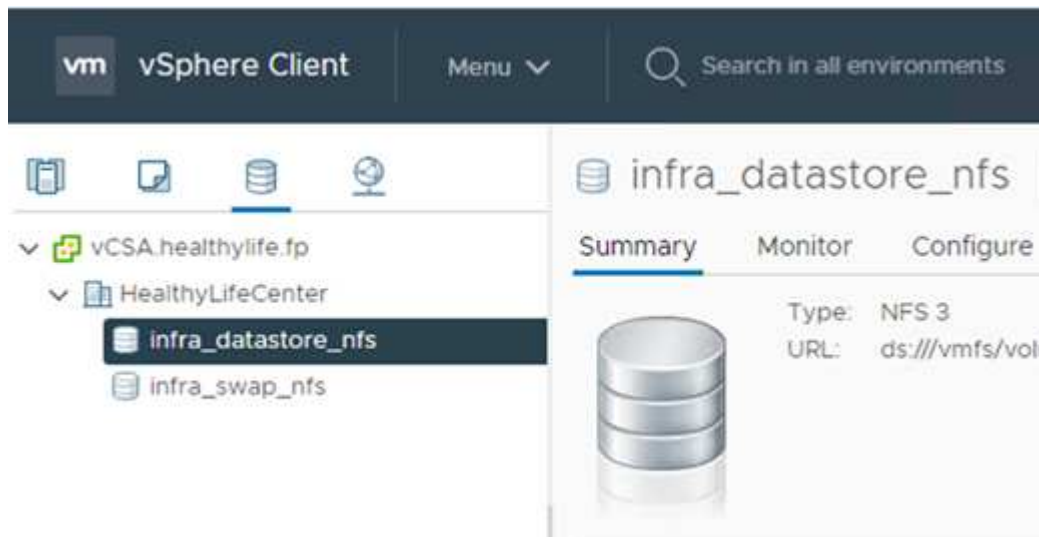 vm vSphere Client Menu Search in all environments
infra_datastore_nfs
Summary Monitor Configure
vCSA.healthylife.fp
HealthyLifeCenter
infra_datastore_nfs
infra_swap_nfs
Type: NFS 3
URL: ds:///vmfs/vol